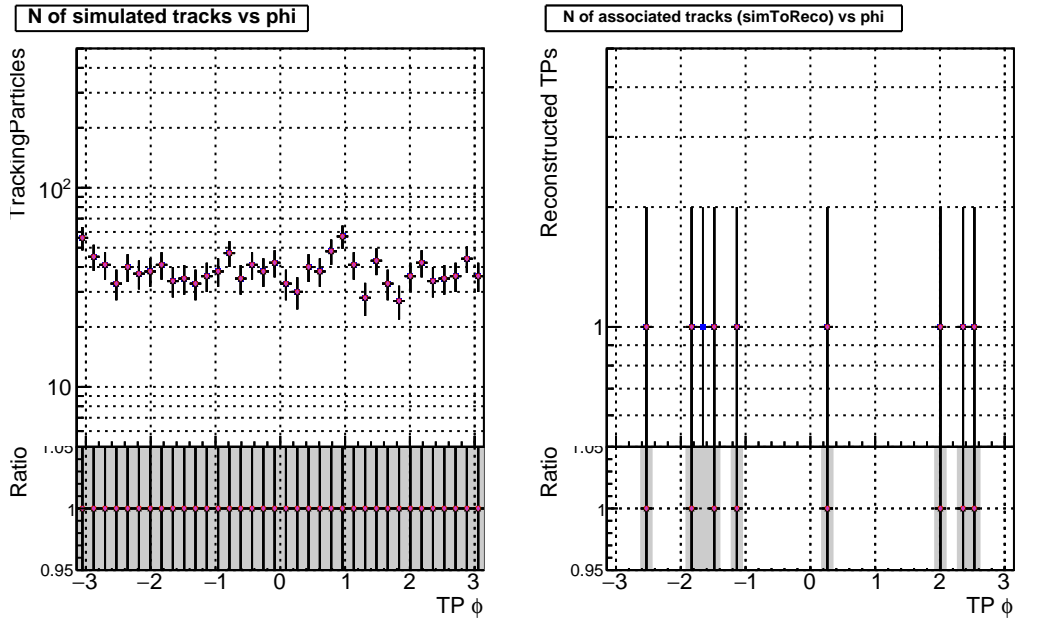 N of simulated tracks vs phi
TrackingParticles
10²
10
Ratio
1.05
1
0.95
−3 −2 −1 0 1 2 3
TP ϕ
N of associated tracks (simToReco) vs phi
Reconstructed TPs
1
Ratio
1.05
1
0.95
−3 −2 −1 0 1 2 3
TP ϕ